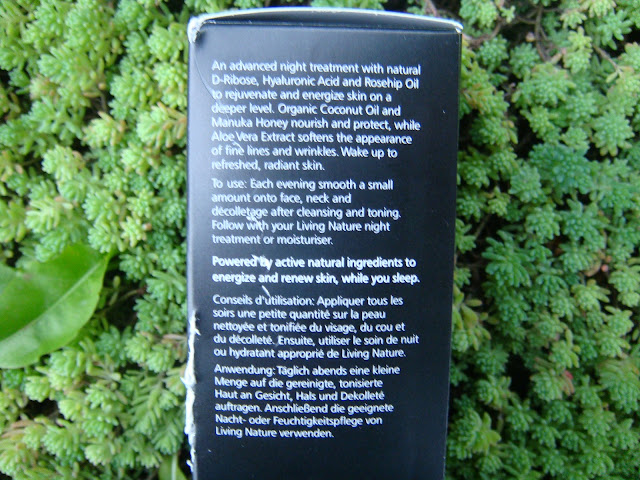 An advanced night treatment with natural
D-Ribose, Hyaluronic Acid and Rosehip Oil
to rejuvenate and energize skin on a
deeper level. Organic Coconut Oil and
Manuka Honey nourish and protect, while
Aloe Vera Extract softens the appearance
of fine lines and wrinkles. Wake up to
refreshed, radiant skin.
To use: Each evening smooth a small
amount onto face, neck and
décolletage after cleansing and toning.
Follow with your Living Nature night
treatment or moisturiser.
Powered by active natural ingredients to
energize and renew skin, while you sleep.
Conseils d'utilisation: Appliquer tous les
soirs une petite quantité sur la peau
nettoyée et tonifiée du visage, du cou et
du décolleté. Ensuite, utiliser le soin de nuit
ou hydratant approprié de Living Nature.
Anwendung: Täglich abends eine kleine
Menge auf die gereinigte, tonisierte
Haut an Gesicht, Hals und Dekolleté
auftragen. Anschließend die geeignete
Nacht- oder Feuchtigkeitspflege von
Living Nature verwenden.